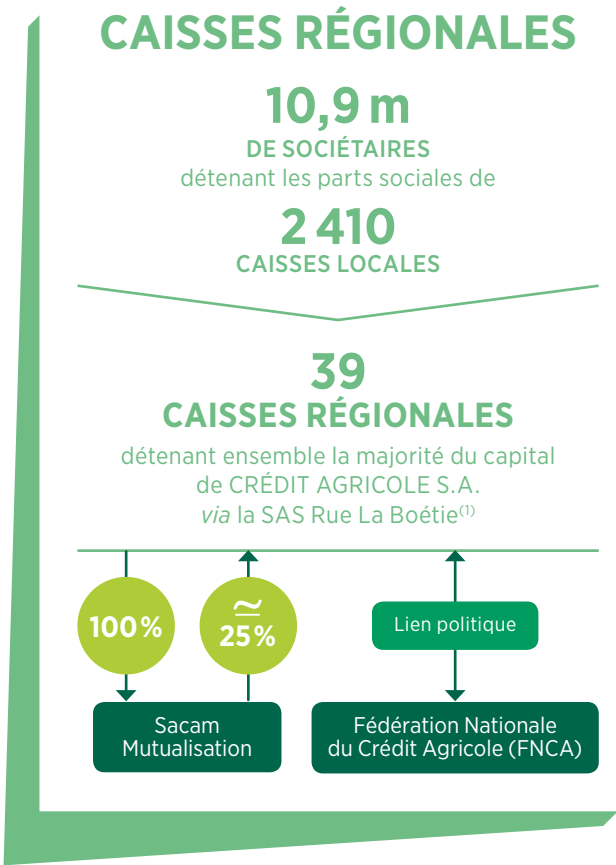 CAISSES RÉGIONALES
10,9 m
DE SOCIÉTAIRES
détenant les parts sociales de
2 410
CAISSES LOCALES
39
CAISSES RÉGIONALES
détenant ensemble la majorité du capital
de CRÉDIT AGRICOLE S.A.
via la SAS Rue La Boétie(1)
100 %
≃
25 %
Lien politique
Sacam
Mutualisation
Fédération Nationale
du Crédit Agricole (FNCA)